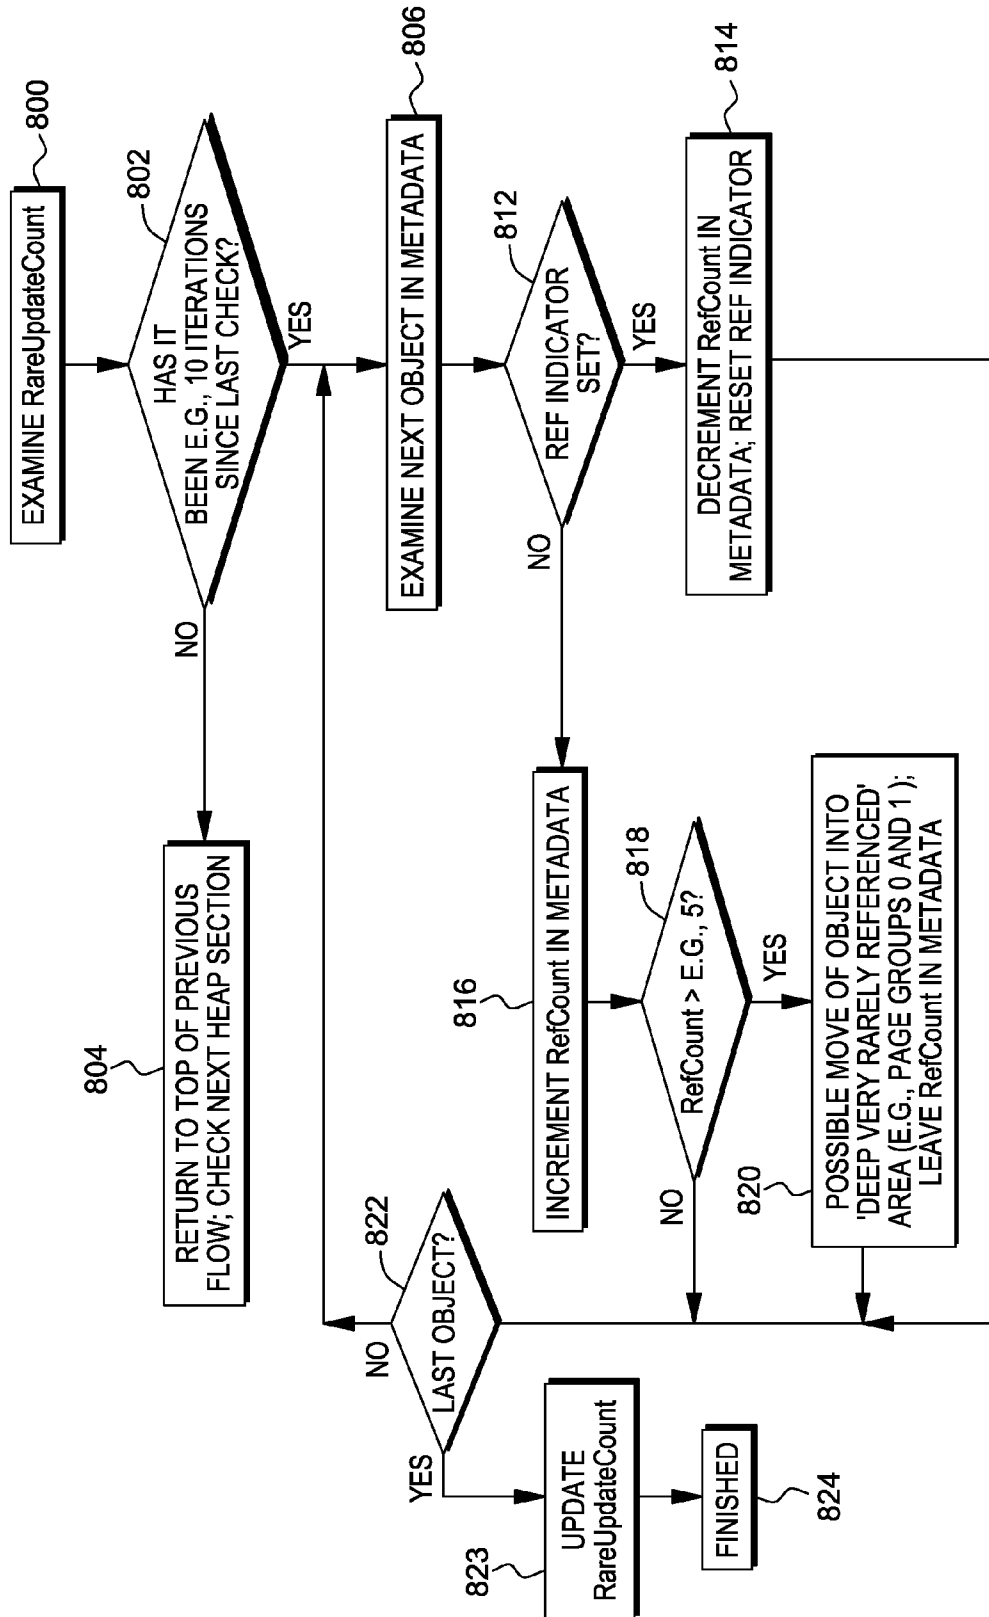 800
EXAMINE RareUpdateCount
802
HAS IT
BEEN E.G., 10 ITERATIONS
SINCE LAST CHECK?
NO
YES
804
RETURN TO TOP OF PREVIOUS
FLOW; CHECK NEXT HEAP SECTION
806
EXAMINE NEXT OBJECT IN METADATA
812
REF INDICATOR
SET?
NO
YES
814
DECREMENT RefCount IN
METADATA; RESET REF INDICATOR
816
INCREMENT RefCount IN METADATA
818
RefCount > E.G., 5?
NO
YES
820
POSSIBLE MOVE OF OBJECT INTO
'DEEP VERY RARELY REFERENCED'
AREA (E.G., PAGE GROUPS 0 AND 1 );
LEAVE RefCount IN METADATA
822
LAST OBJECT?
NO
YES
823
UPDATE
RareUpdateCount
FINISHED
824